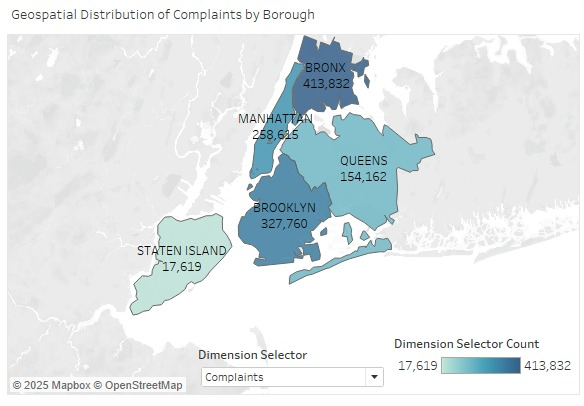 Geospatial Distribution of Complaints by Borough
BRONX
413,832
MANHATTAN
258,615
QUEENS
154,162
BROOKLYN
327,760
STATEN ISLAND
17,619
Dimension Selector
Complaints
Dimension Selector Count
17,619 413,832
© 2025 Mapbox © OpenStreetMap